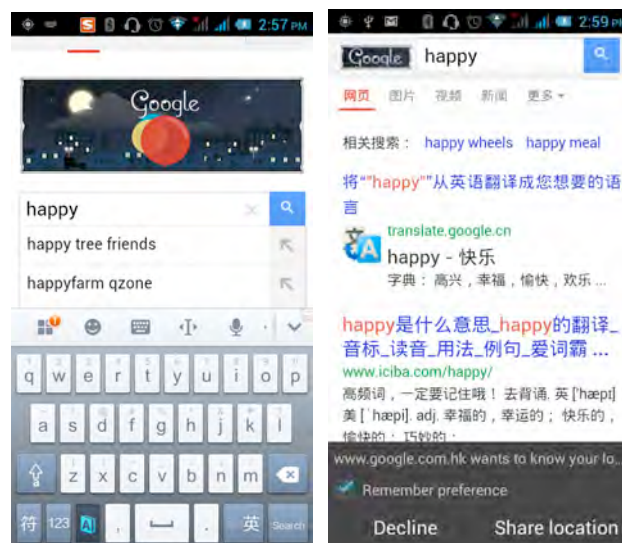 2:57 PM
Google
happy
happy tree friends
happyfarm qzone
q w e r t y u i o p
a s d f g h j k l
z x c v b n m
符 123 , . 英 Search
2:59 PM
Google happy
网页 图片 视频 新闻 更多
相关搜索： happy wheels happy meal
将“"happy"”从英语翻译成您想要的语
言
translate.google.cn
happy - 快乐
字典： 高兴，幸福，愉快，欢乐 ...
happy是什么意思_happy的翻译_
音标_读音_用法_例句_爱词霸 ...
www.iciba.com/happy/
高频词，一定要记住哦！ 去背诵. 英 ['hæpɪ]
美 [ˈhæpi]. adj. 幸福的，幸运的； 快乐的，
愉快的； 巧妙的；
www.google.com.hk wants to know your lo..
Remember preference
Decline Share location